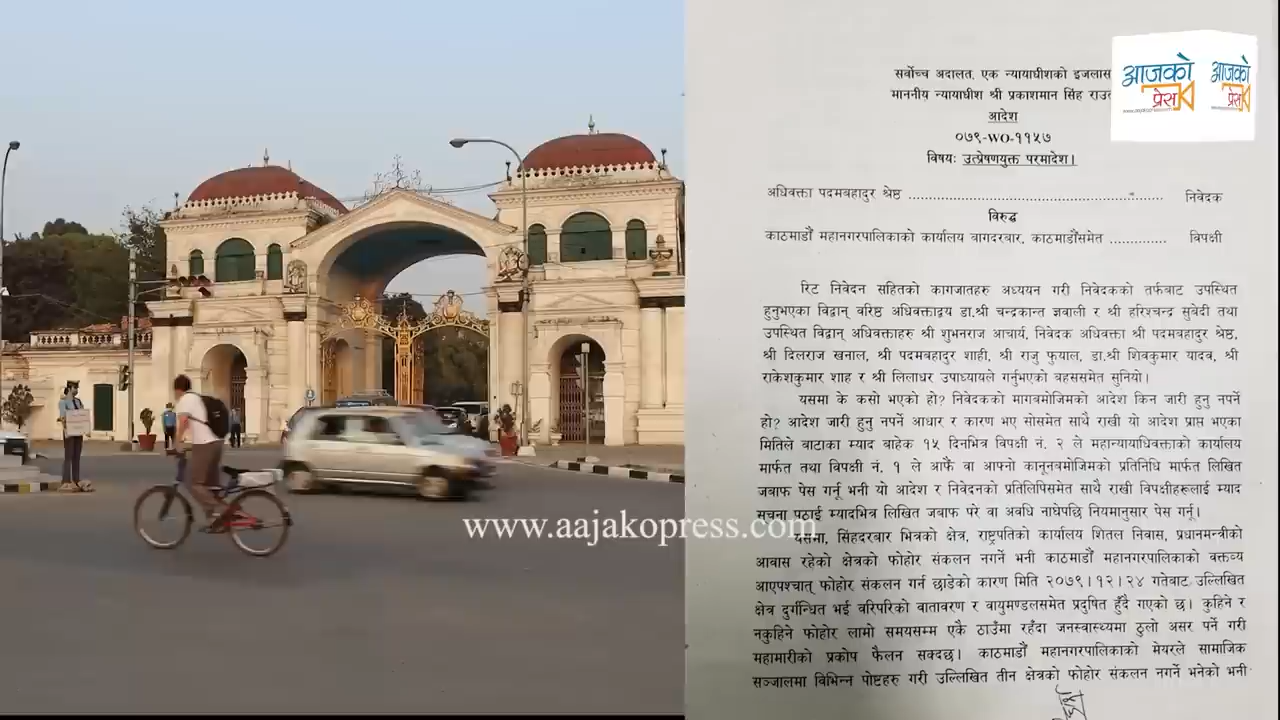 आजको
प्रेस
आजको
प्रेस
सर्वोच्च अदालत, एक न्यायाधीशको इजलास
माननीय न्यायाधीश श्री प्रकाशमान सिंह राउत
आदेश
०७९-WO-११५७
विषयः उत्प्रेषणयुक्त परमादेश।
अधिवक्ता पदमबहादुर श्रेष्ठ .......................................................... निवेदक
विरुद्ध
काठमाडौं महानगरपालिकाको कार्यालय बागदरबार, काठमाडौंसमेत ............. विपक्षी
रिट निवेदन सहितको कागजातहरु अध्ययन गरी निवेदकको तर्फबाट उपस्थित
हुनुभएका विद्वान् वरिष्ठ अधिवक्ताद्वय डा.श्री चन्द्रकान्त ज्ञवाली र श्री हरिश्चन्द्र सुवेदी तथा
उपस्थित विद्वान् अधिवक्ताहरु श्री शुभनराज आचार्य, निवेदक अधिवक्ता श्री पदमबहादुर श्रेष्ठ,
श्री दिलराज खनाल, श्री पदमबहादुर शाही, श्री राजु फुयाल, डा.श्री शिवकुमार यादव, श्री
राकेशकुमार शाह र श्री लिलाधर उपाध्यायले गर्नुभएको बहससमेत सुनियो।
यसमा के कसो भएको हो? निवेदकको मागबमोजिमको आदेश किन जारी हुनु नपर्ने
हो? आदेश जारी हुनु नपर्ने आधार र कारण भए सोसमेत साथै राखी यो आदेश प्राप्त भएका
मितिले बाटाका म्याद बाहेक १५ दिनभित्र विपक्षी नं. २ ले महान्यायाधिवक्ताको कार्यालय
मार्फत तथा विपक्षी नं. १ ले आफैं वा आफ्नो कानूनबमोजिमको प्रतिनिधि मार्फत लिखित
जबाफ पेस गर्नू भनी यो आदेश र निवेदनको प्रतिलिपिसमेत साथै राखी विपक्षीहरूलाई म्याद
सूचना पठाई म्यादभित्र लिखित जवाफ परे वा अवधि नाघेपछि नियमानुसार पेस गर्नू।
www.aajakopress.com
यसमा, सिंहदरबार भित्रको क्षेत्र, राष्ट्रपतिको कार्यालय शितल निवास, प्रधानमन्त्रीको
आवास रहेको क्षेत्रको फोहोर संकलन नगर्ने भनी काठमाडौं महानगरपालिकाको वक्तव्य
आएपश्चात् फोहोर संकलन गर्न छाडेको कारण मिति २०७९।१२।२४ गतेबाट उल्लिखित
क्षेत्र दुर्गन्धित भई वरिपरिको वातावरण र वायुमण्डलसमेत प्रदुषित हुँदै गएको छ। कुहिने र
नकुहिने फोहोर लामो समयसम्म एकै ठाउँमा रहँदा जनस्वास्थ्यमा ठुलो असर पर्ने गरी
महामारीको प्रकोप फैलन सक्दछ। काठमाडौं महानगरपालिकाको मेयरले सामाजिक
सञ्जालमा विभिन्न पोष्टहरु गरी उल्लिखित तीन क्षेत्रको फोहोर संकलन नगर्ने भनेको भनी